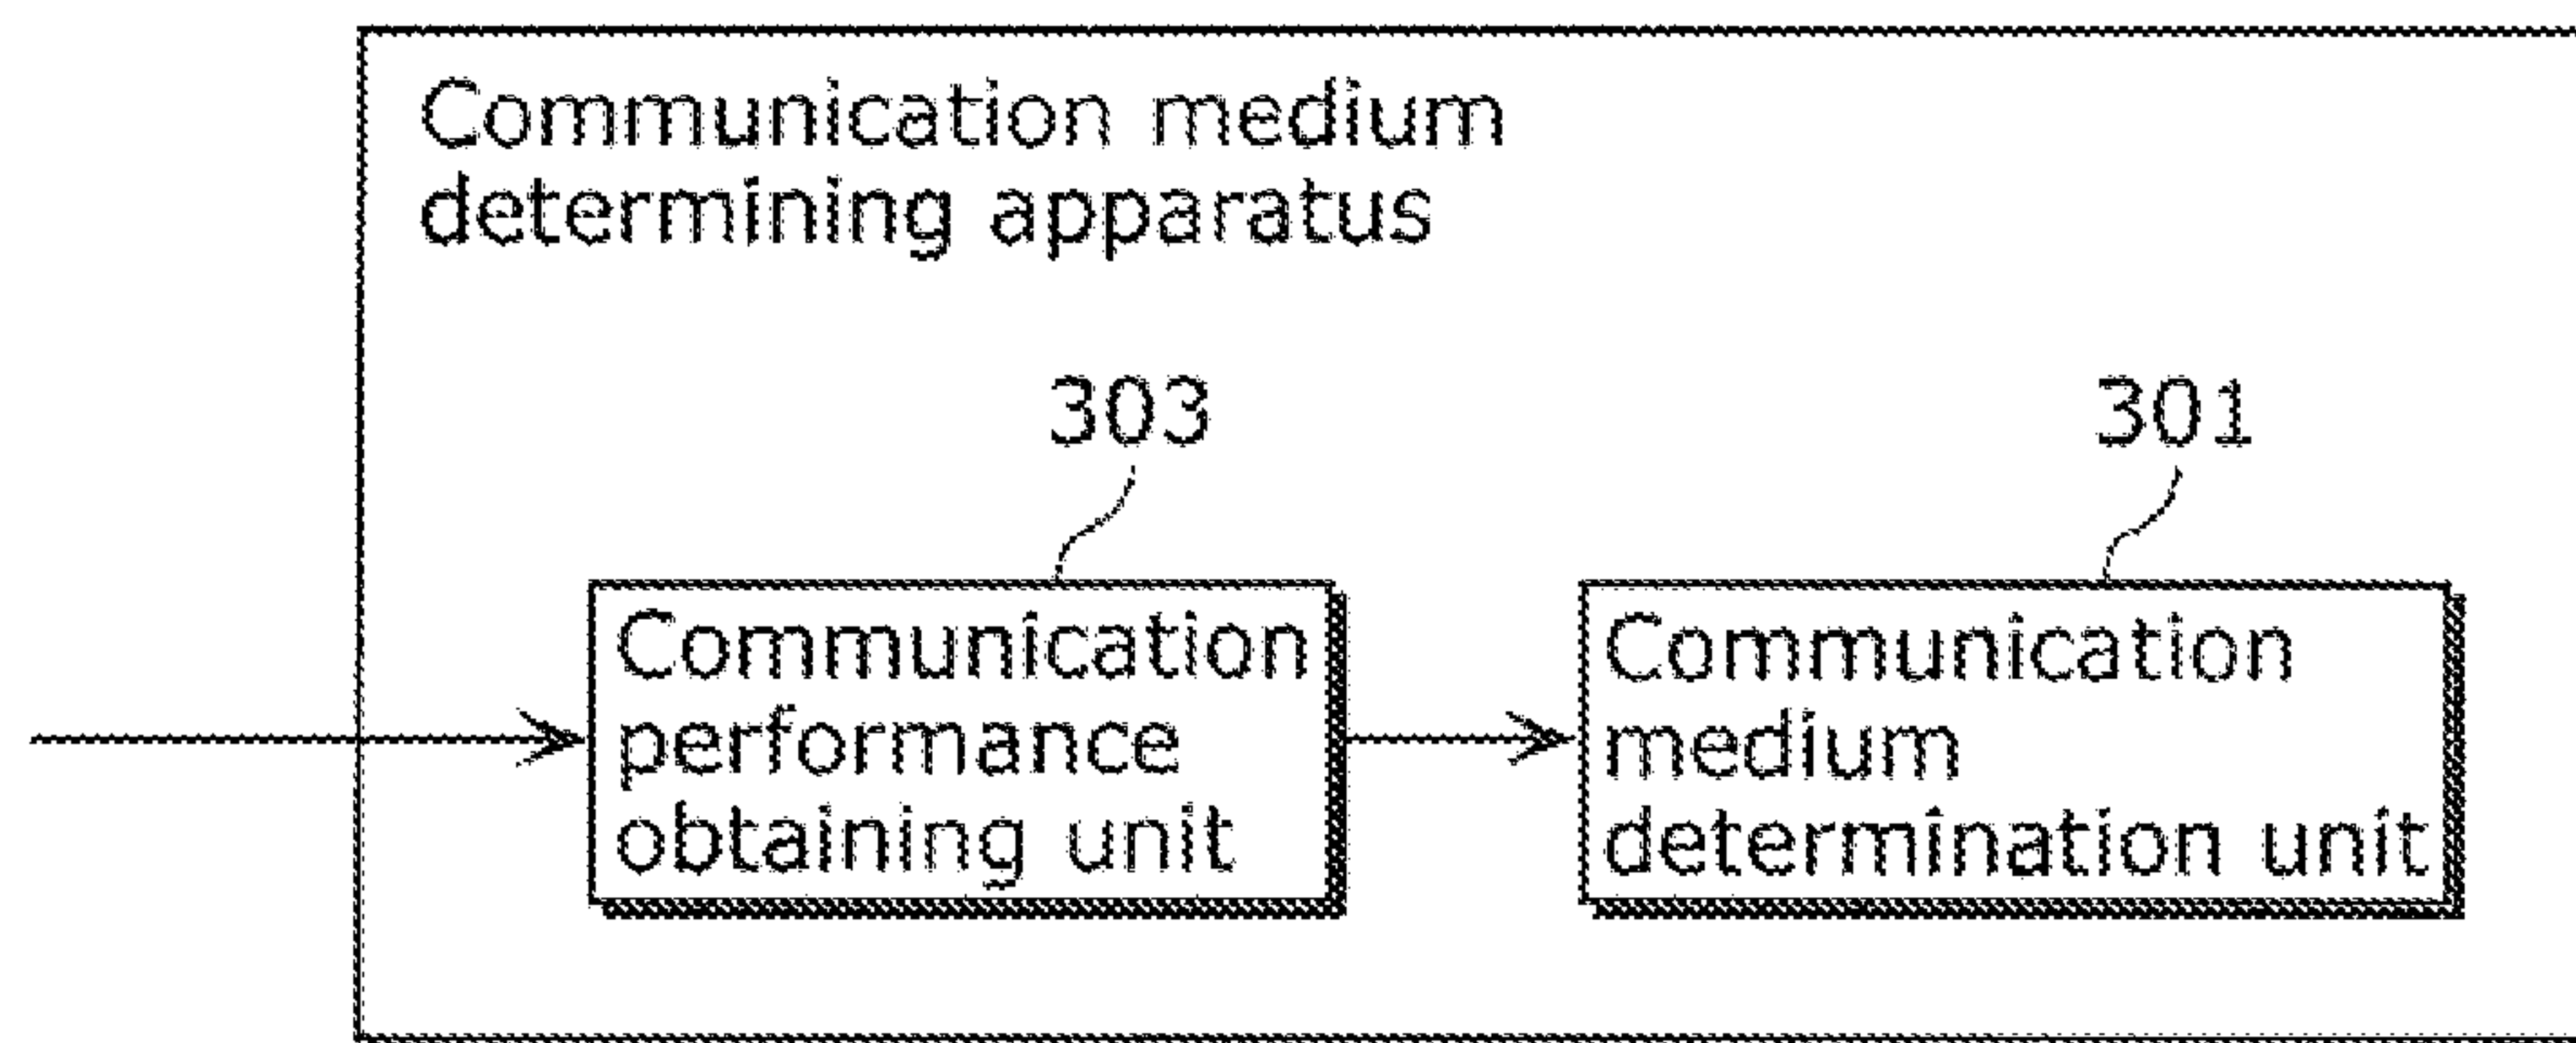 Communication medium
determining apparatus
303
301
Communication
performance
obtaining unit
Communication
medium
determination unit